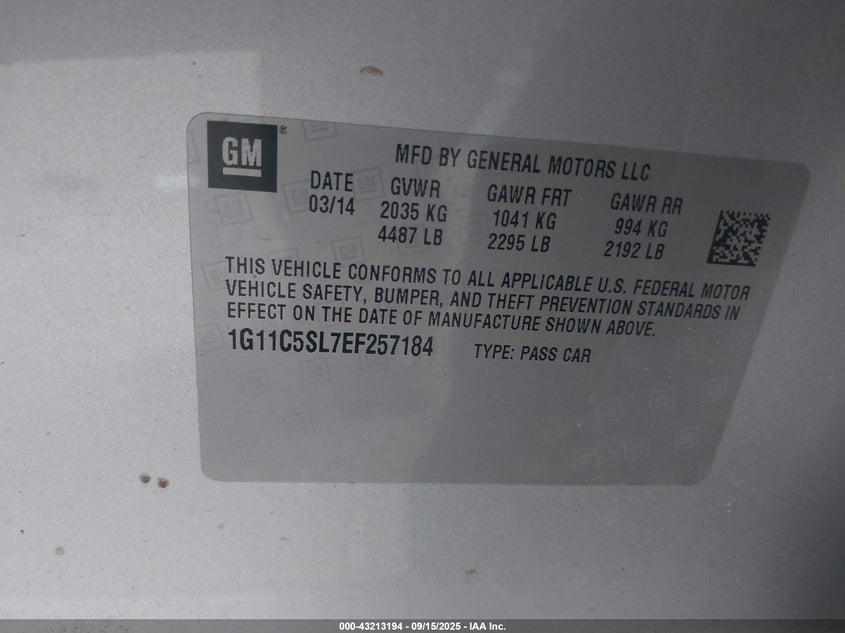 GM ®
MFD BY GENERAL MOTORS LLC
DATE GVWR GAWR FRT GAWR RR
03/14 2035 KG 1041 KG 994 KG
4487 LB 2295 LB 2192 LB
THIS VEHICLE CONFORMS TO ALL APPLICABLE U.S. FEDERAL MOTOR
VEHICLE SAFETY, BUMPER, AND THEFT PREVENTION STANDARDS IN
EFFECT ON THE DATE OF MANUFACTURE SHOWN ABOVE.
1G11C5SL7EF257184 TYPE: PASS CAR
000-43213194 - 09/15/2025 - IAA Inc.